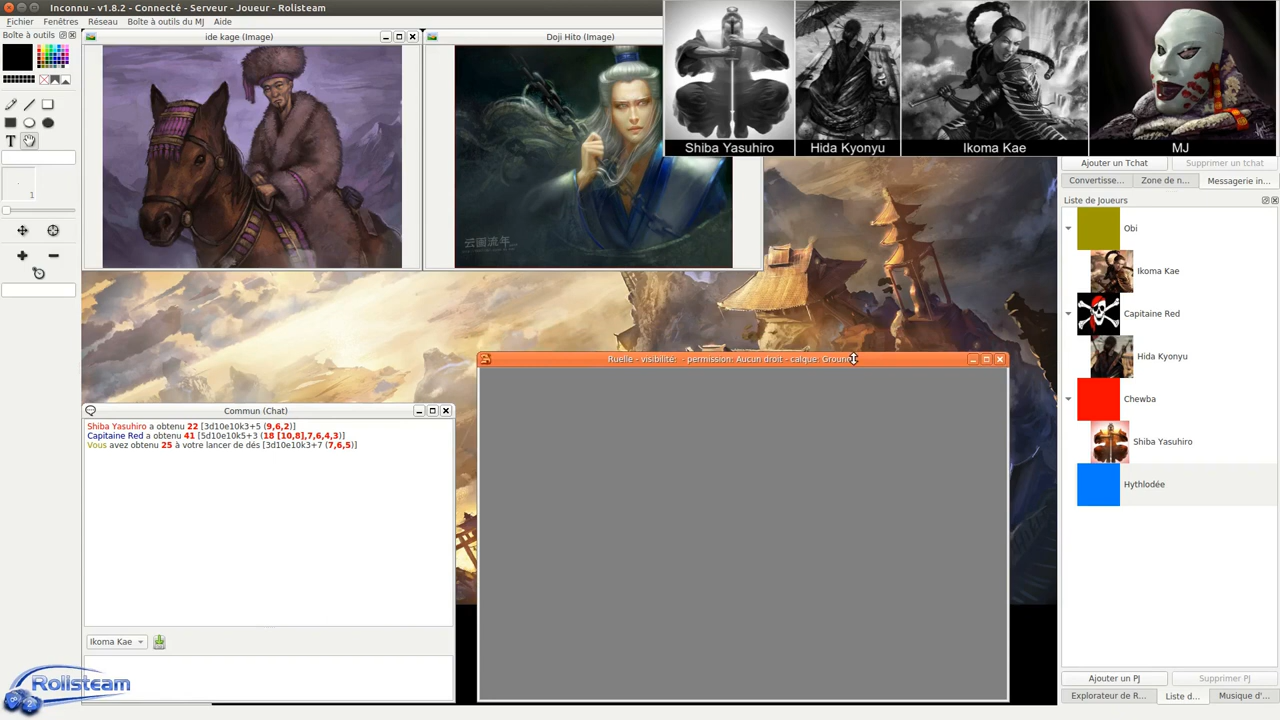 Inconnu - v1.8.2 - Connecté - Serveur - Joueur - Rolisteam
Fichier Fenêtres Réseau Boîte à outils du MJ Aide
Boîte à outils
ide kage (Image)
Doji Hito (Image)
T
1
云画流年
Shiba Yasuhiro
Hida Kyonyu
Ikoma Kae
MJ
Ajouter un Tchat
Supprimer un tchat
Convertisse...
Zone de n...
Messagerie in...
Liste de Joueurs
Obi
Ikoma Kae
Capitaine Red
Hida Kyonyu
Chewba
Shiba Yasuhiro
Hythlodée
Ruelle - visibilité: - permission: Aucun droit - calque: Ground
Commun (Chat)
Shiba Yasuhiro a obtenu 22 [3d10e10k3+5 (9,6,2)]
Capitaine Red a obtenu 41 [5d10e10k5+3 (18 [10,8],7,6,4,3)]
Vous avez obtenu 25 à votre lancer de dés [3d10e10k3+7 (7,6,5)]
Ikoma Kae
Rolisteam
Ajouter un PJ
Supprimer PJ
Explorateur de R...
Liste d...
Musique d'...